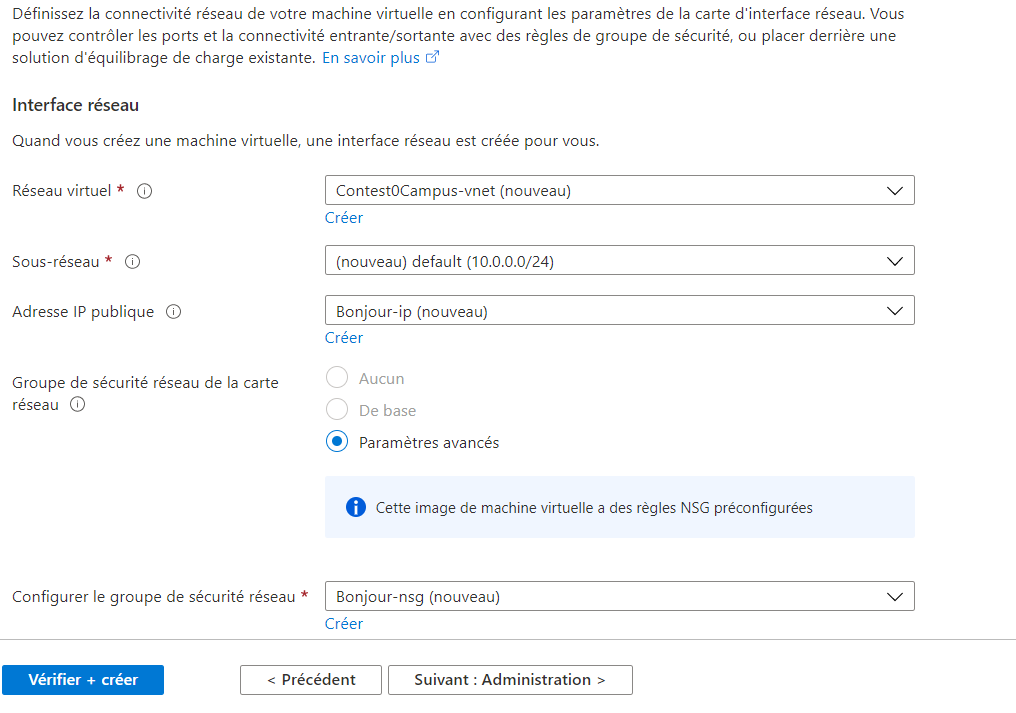 Définissez la connectivité réseau de votre machine virtuelle en configurant les paramètres de la carte d'interface réseau. Vous
pouvez contrôler les ports et la connectivité entrante/sortante avec des règles de groupe de sécurité, ou placer derrière une
solution d'équilibrage de charge existante. En savoir plus
Interface réseau
Quand vous créez une machine virtuelle, une interface réseau est créée pour vous.
Réseau virtuel *
Contest0Campus-vnet (nouveau)
Créer
Sous-réseau *
(nouveau) default (10.0.0.0/24)
Adresse IP publique
Bonjour-ip (nouveau)
Créer
Groupe de sécurité réseau de la carte
réseau
Aucun
De base
Paramètres avancés
Cette image de machine virtuelle a des règles NSG préconfigurées
Configurer le groupe de sécurité réseau *
Bonjour-nsg (nouveau)
Créer
Vérifier + créer
< Précédent
Suivant : Administration >